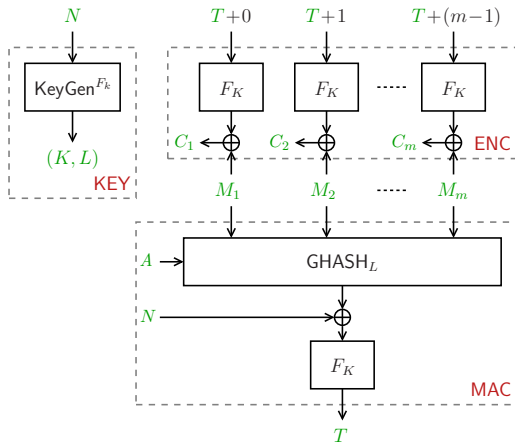 N T+0 T+1 T+(m−1)
KeyGen^{F_k} F_K F_K F_K
C_1 C_2 C_m ENC
(K, L)
KEY
M_1 M_2 M_m
A GHASH_L
N
F_K
MAC
T